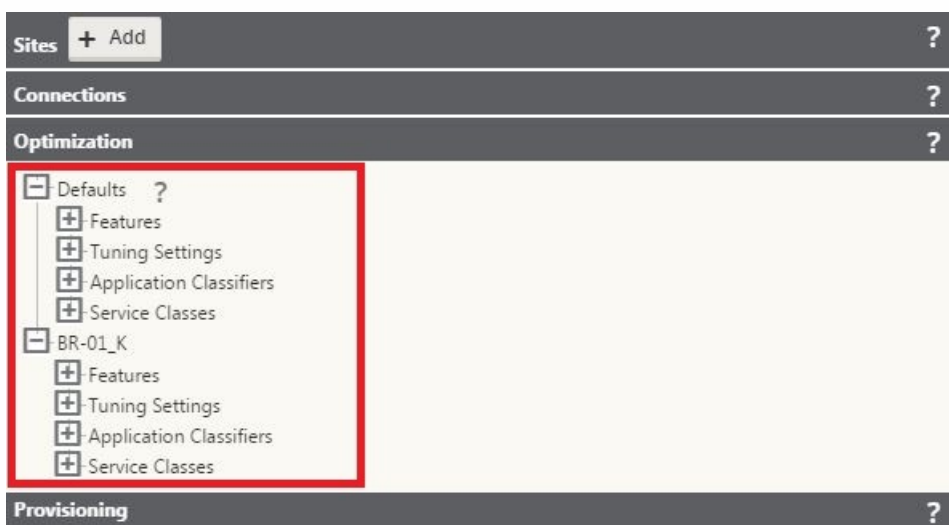 Sites + Add ?
Connections ?
Optimization ?
Defaults ?
Features
Tuning Settings
Application Classifiers
Service Classes
BR-01_K
Features
Tuning Settings
Application Classifiers
Service Classes
Provisioning ?